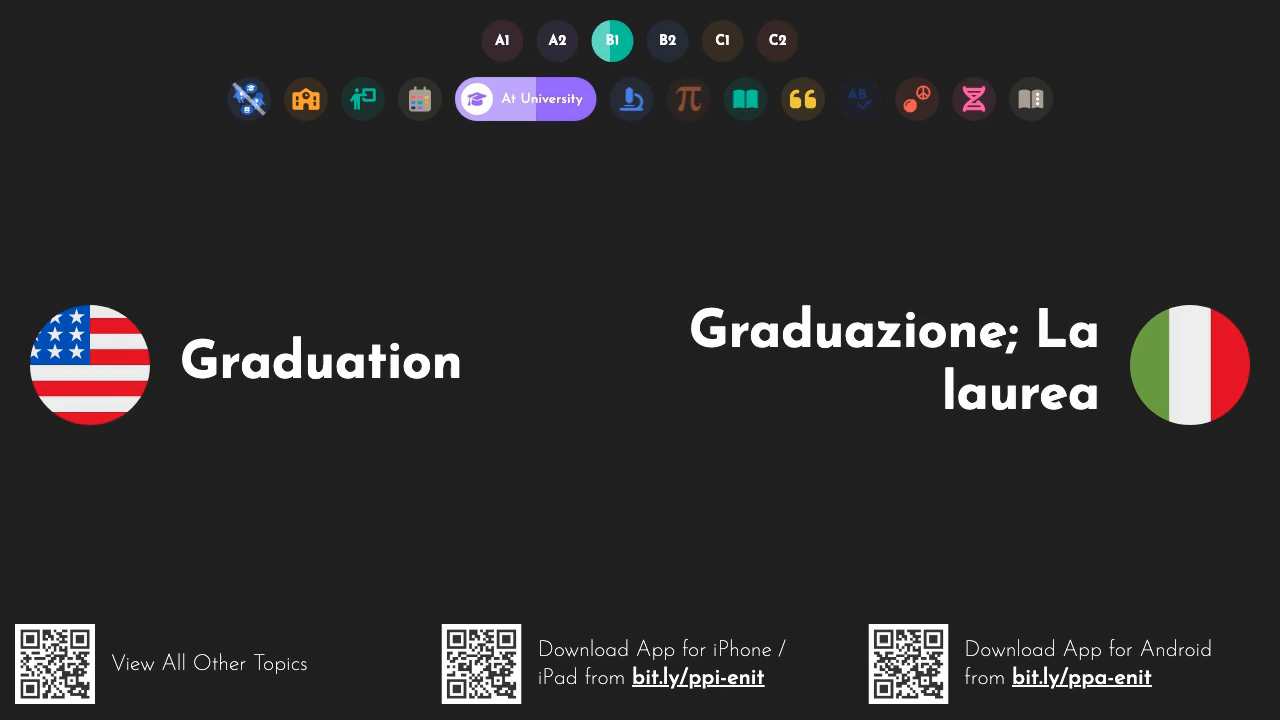 A1 A2 B1 B2 C1 C2
At University
Graduation
Graduazione; La
laurea
View All Other Topics
Download App for iPhone /
iPad from bit.ly/ppi-enit
Download App for Android
from bit.ly/ppa-enit